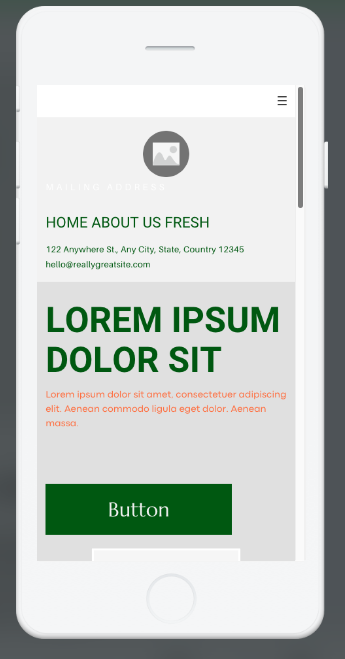 MAILING ADDRESS
HOME ABOUT US FRESH
122 Anywhere St., Any City, State, Country 12345
hello@reallygreatsite.com
LOREM IPSUM
DOLOR SIT
Lorem ipsum dolor sit amet, consectetuer adipiscing
elit. Aenean commodo ligula eget dolor. Aenean
massa.
Button